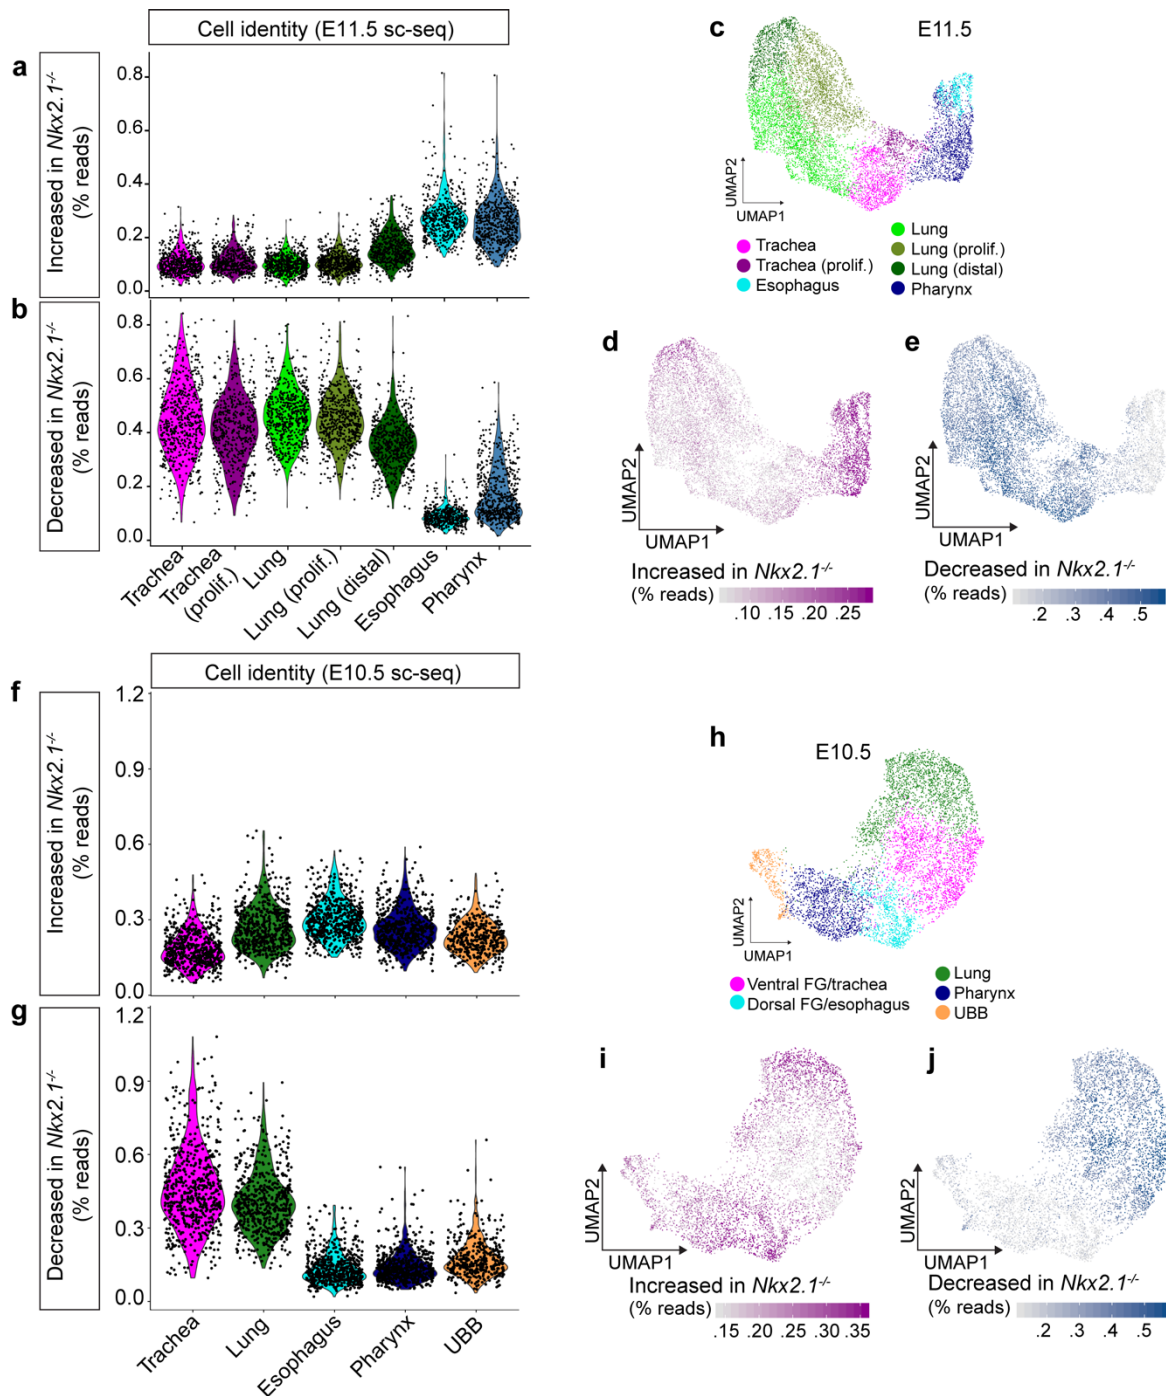 Cell identity (E11.5 sc-seq)
a
Increased in Nkx2.1-/-
(% reads)
0.8
0.6
0.4
0.2
0.0
b
Decreased in Nkx2.1-/-
(% reads)
0.8
0.6
0.4
0.2
0.0
Trachea
Trachea
(prolif.)
Lung
Lung (prolif.)
Lung (distal)
Esophagus
Pharynx
c
E11.5
UMAP2
UMAP1
Trachea
Trachea (prolif.)
Esophagus
Lung
Lung (prolif.)
Lung (distal)
Pharynx
d
UMAP2
UMAP1
Increased in Nkx2.1-/-
(% reads)
.10 .15 .20 .25
e
UMAP2
UMAP1
Decreased in Nkx2.1-/-
(% reads)
.2 .3 .4 .5
Cell identity (E10.5 sc-seq)
f
Increased in Nkx2.1-/-
(% reads)
1.2
0.9
0.6
0.3
0.0
g
Decreased in Nkx2.1-/-
(% reads)
1.2
0.9
0.6
0.3
0.0
Trachea
Lung
Esophagus
Pharynx
UBB
h
E10.5
UMAP2
UMAP1
Ventral FG/trachea
Dorsal FG/esophagus
Lung
Pharynx
UBB
i
UMAP2
UMAP1
Increased in Nkx2.1-/-
(% reads)
.15 .20 .25 .30 .35
j
UMAP2
UMAP1
Decreased in Nkx2.1-/-
(% reads)
.2 .3 .4 .5